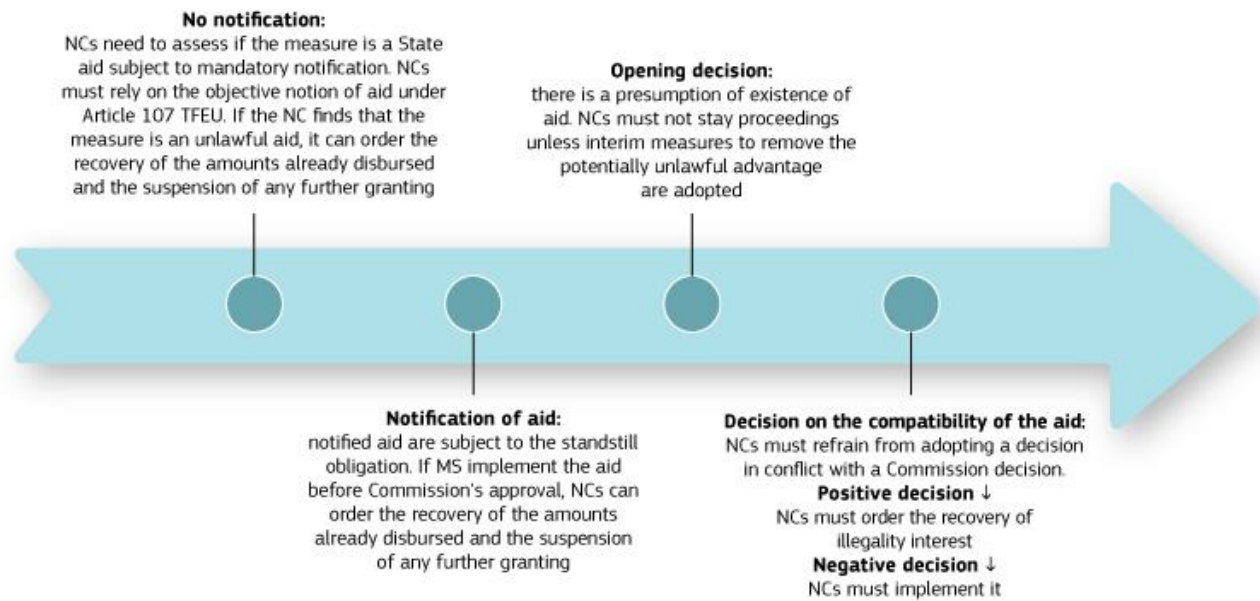 No notification:
NCs need to assess if the measure is a State
aid subject to mandatory notification. NCs
must rely on the objective notion of aid under
Article 107 TFEU. If the NC finds that the
measure is an unlawful aid, it can order the
recovery of the amounts already disbursed
and the suspension of any further granting
Notification of aid:
notified aid are subject to the standstill
obligation. If MS implement the aid
before Commission's approval, NCs can
order the recovery of the amounts
already disbursed and the suspension
of any further granting
Opening decision:
there is a presumption of existence of
aid. NCs must not stay proceedings
unless interim measures to remove the
potentially unlawful advantage
are adopted
Decision on the compatibility of the aid:
NCs must refrain from adopting a decision
in conflict with a Commission decision.
Positive decision ↓
NCs must order the recovery of
illegality interest
Negative decision ↓
NCs must implement it